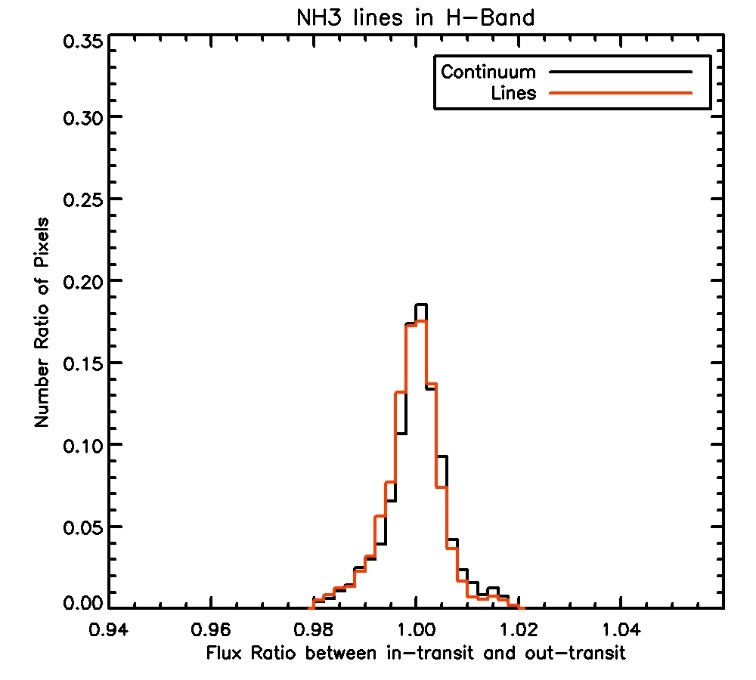 NH3 lines in H-Band
0.35
0.30
0.25
0.20
0.15
0.10
0.05
0.00
Number Ratio of Pixels
Continuum
Lines
0.94 0.96 0.98 1.00 1.02 1.04
Flux Ratio between in-transit and out-transit